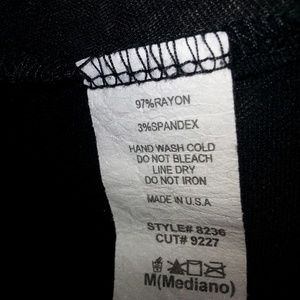 97%RAYON
3%SPANDEX
HAND WASH COLD
DO NOT BLEACH
LINE DRY
DO NOT IRON
MADE IN U.S.A
STYLE# 8236
CUT# 9227
M(Mediano)